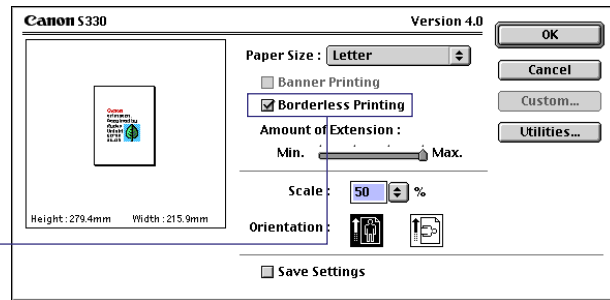 Canon S330
Version 4.0
OK
Paper Size : Letter
Cancel
Banner Printing
Custom...
Borderless Printing
Amount of Extension :
Utilities...
Min. Max.
Scale : 50 %
Height:279.4mm Width:215.9mm
Orientation :
Save Settings